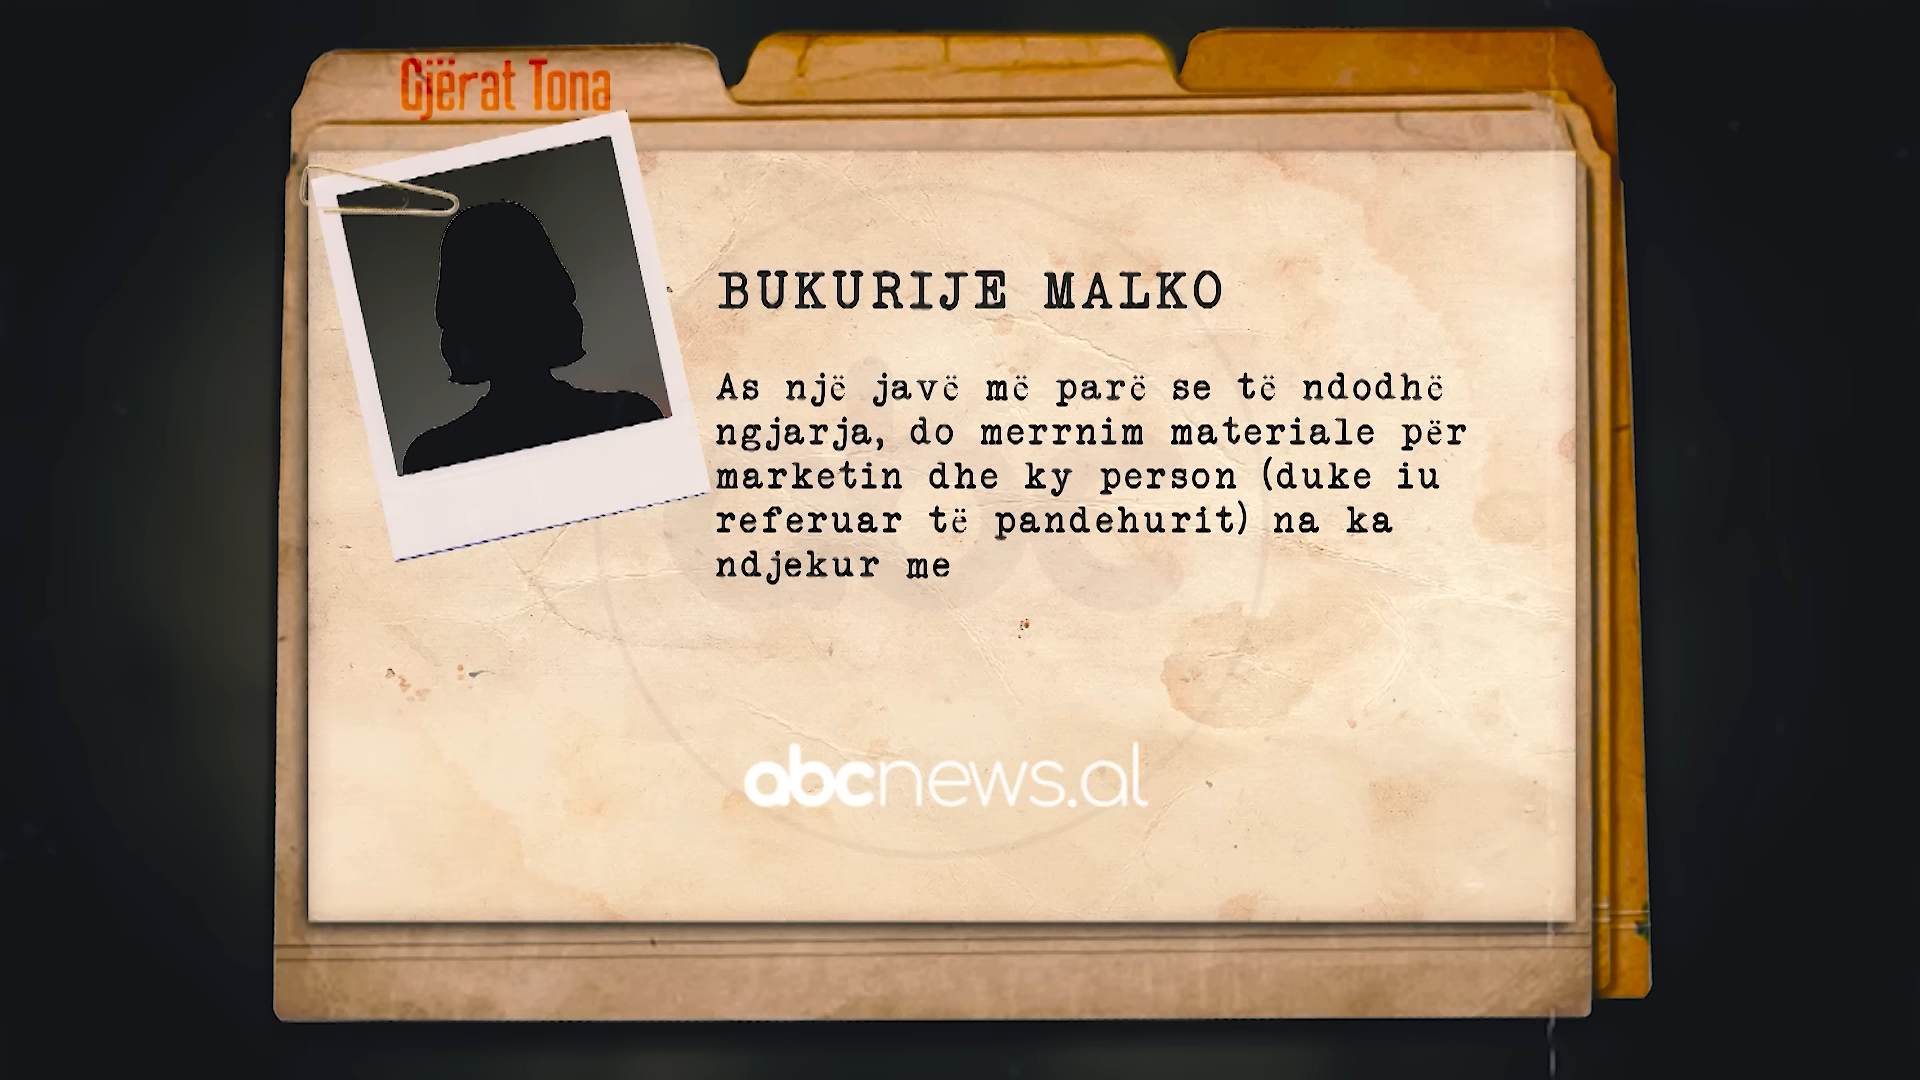 Gjërat Tona
BUKURIJE MALKO
As një javë më parë se të ndodhë
ngjarja, do merrnim materiale për
marketin dhe ky person (duke iu
referuar të pandehurit) na ka
ndjekur me
abcnews.al